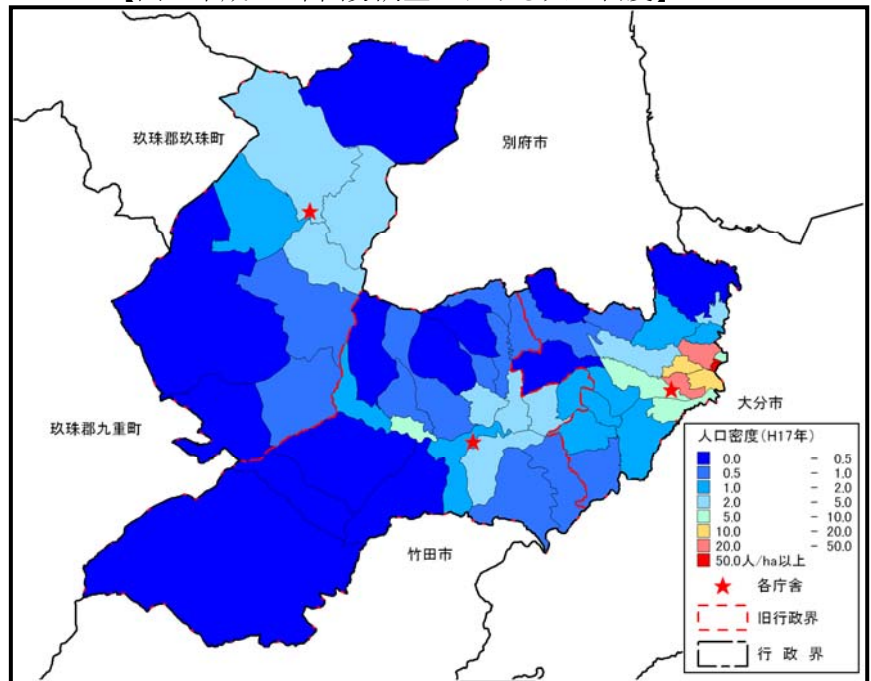 玖珠郡玖珠町
別府市
大分市
玖珠郡九重町
竹田市
人口密度(H17年)
0.0 - 0.5
0.5 - 1.0
1.0 - 2.0
2.0 - 5.0
5.0 - 10.0
10.0 - 20.0
20.0 - 50.0
50.0人/ha以上
各庁舎
旧行政界
行 政 界